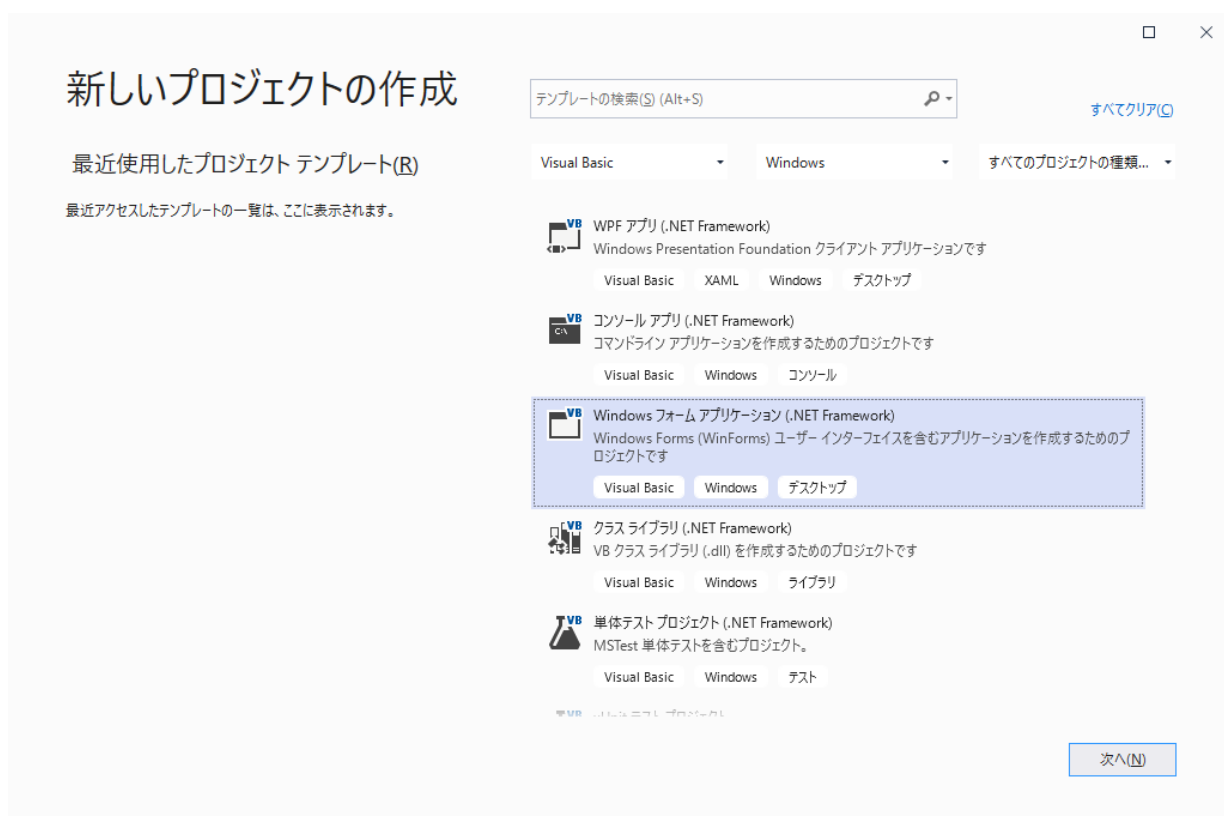 新しいプロジェクトの作成
テンプレートの検索(S) (Alt+S)
すべてクリア(C)
最近使用したプロジェクト テンプレート(R)
最近アクセスしたテンプレートの一覧は、ここに表示されます。
Visual Basic
Windows
すべてのプロジェクトの種類...
VB
WPF アプリ (.NET Framework)
Windows Presentation Foundation クライアント アプリケーションです
Visual Basic XAML Windows デスクトップ
VB
C:\
コンソール アプリ (.NET Framework)
コマンドライン アプリケーションを作成するためのプロジェクトです
Visual Basic Windows コンソール
VB
Windows フォーム アプリケーション (.NET Framework)
Windows Forms (WinForms) ユーザー インターフェイスを含むアプリケーションを作成するためのプ
ロジェクトです
Visual Basic Windows デスクトップ
VB
クラス ライブラリ (.NET Framework)
VB クラス ライブラリ (.dll) を作成するためのプロジェクトです
Visual Basic Windows ライブラリ
VB
単体テスト プロジェクト (.NET Framework)
MSTest 単体テストを含むプロジェクト。
Visual Basic Windows テスト
VB
テスト プロジェクト
次へ(N)